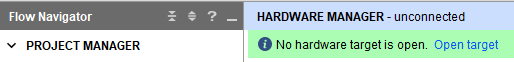 Flow Navigator
PROJECT MANAGER
HARDWARE MANAGER - unconnected
No hardware target is open. Open target